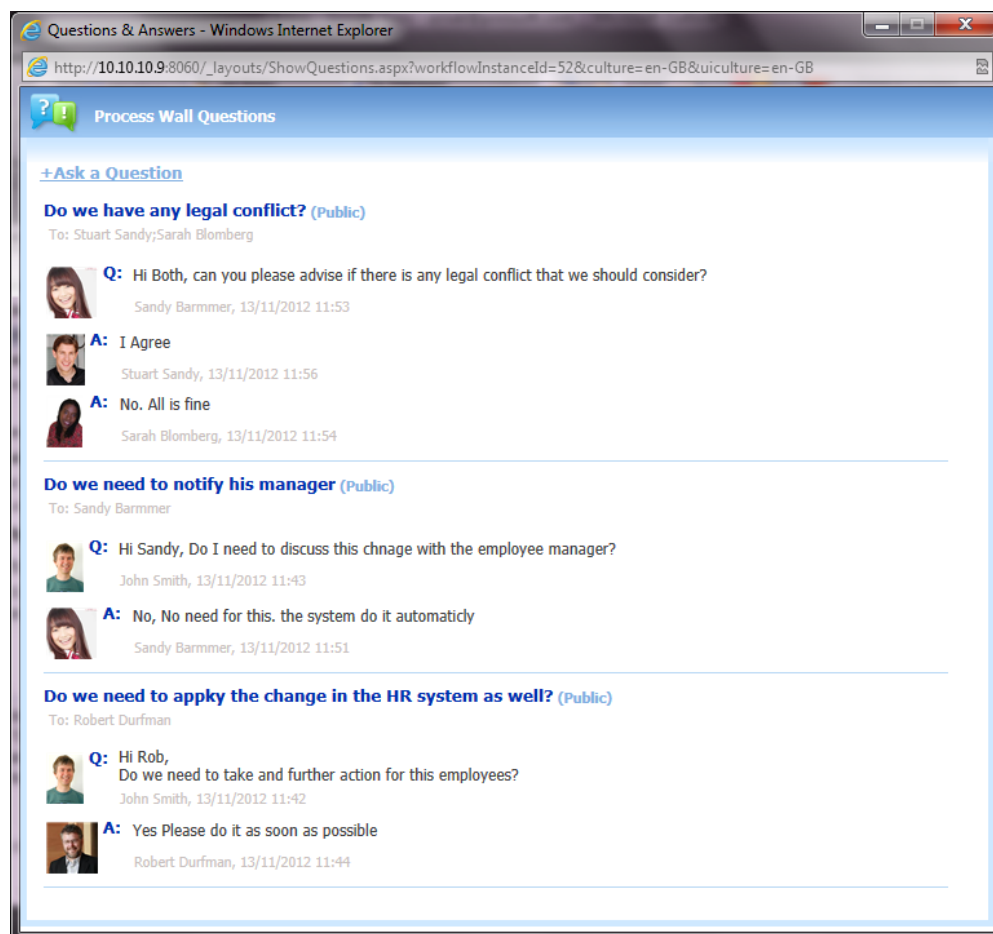 Questions & Answers - Windows Internet Explorer
http://10.10.10.9:8060/_layouts/ShowQuestions.aspx?workflowInstanceId=52&culture=en-GB&uiculture=en-GB
Process Wall Questions
+Ask a Question
Do we have any legal conflict? (Public)
To: Stuart Sandy;Sarah Blomberg
Q: Hi Both, can you please advise if there is any legal conflict that we should consider?
Sandy Barmmer, 13/11/2012 11:53
A: I Agree
Stuart Sandy, 13/11/2012 11:56
A: No. All is fine
Sarah Blomberg, 13/11/2012 11:54
Do we need to notify his manager (Public)
To: Sandy Barmmer
Q: Hi Sandy, Do I need to discuss this chnage with the employee manager?
John Smith, 13/11/2012 11:43
A: No, No need for this. the system do it automaticly
Sandy Barmmer, 13/11/2012 11:51
Do we need to appky the change in the HR system as well? (Public)
To: Robert Durfman
Q: Hi Rob,
Do we need to take and further action for this employees?
John Smith, 13/11/2012 11:42
A: Yes Please do it as soon as possible
Robert Durfman, 13/11/2012 11:44